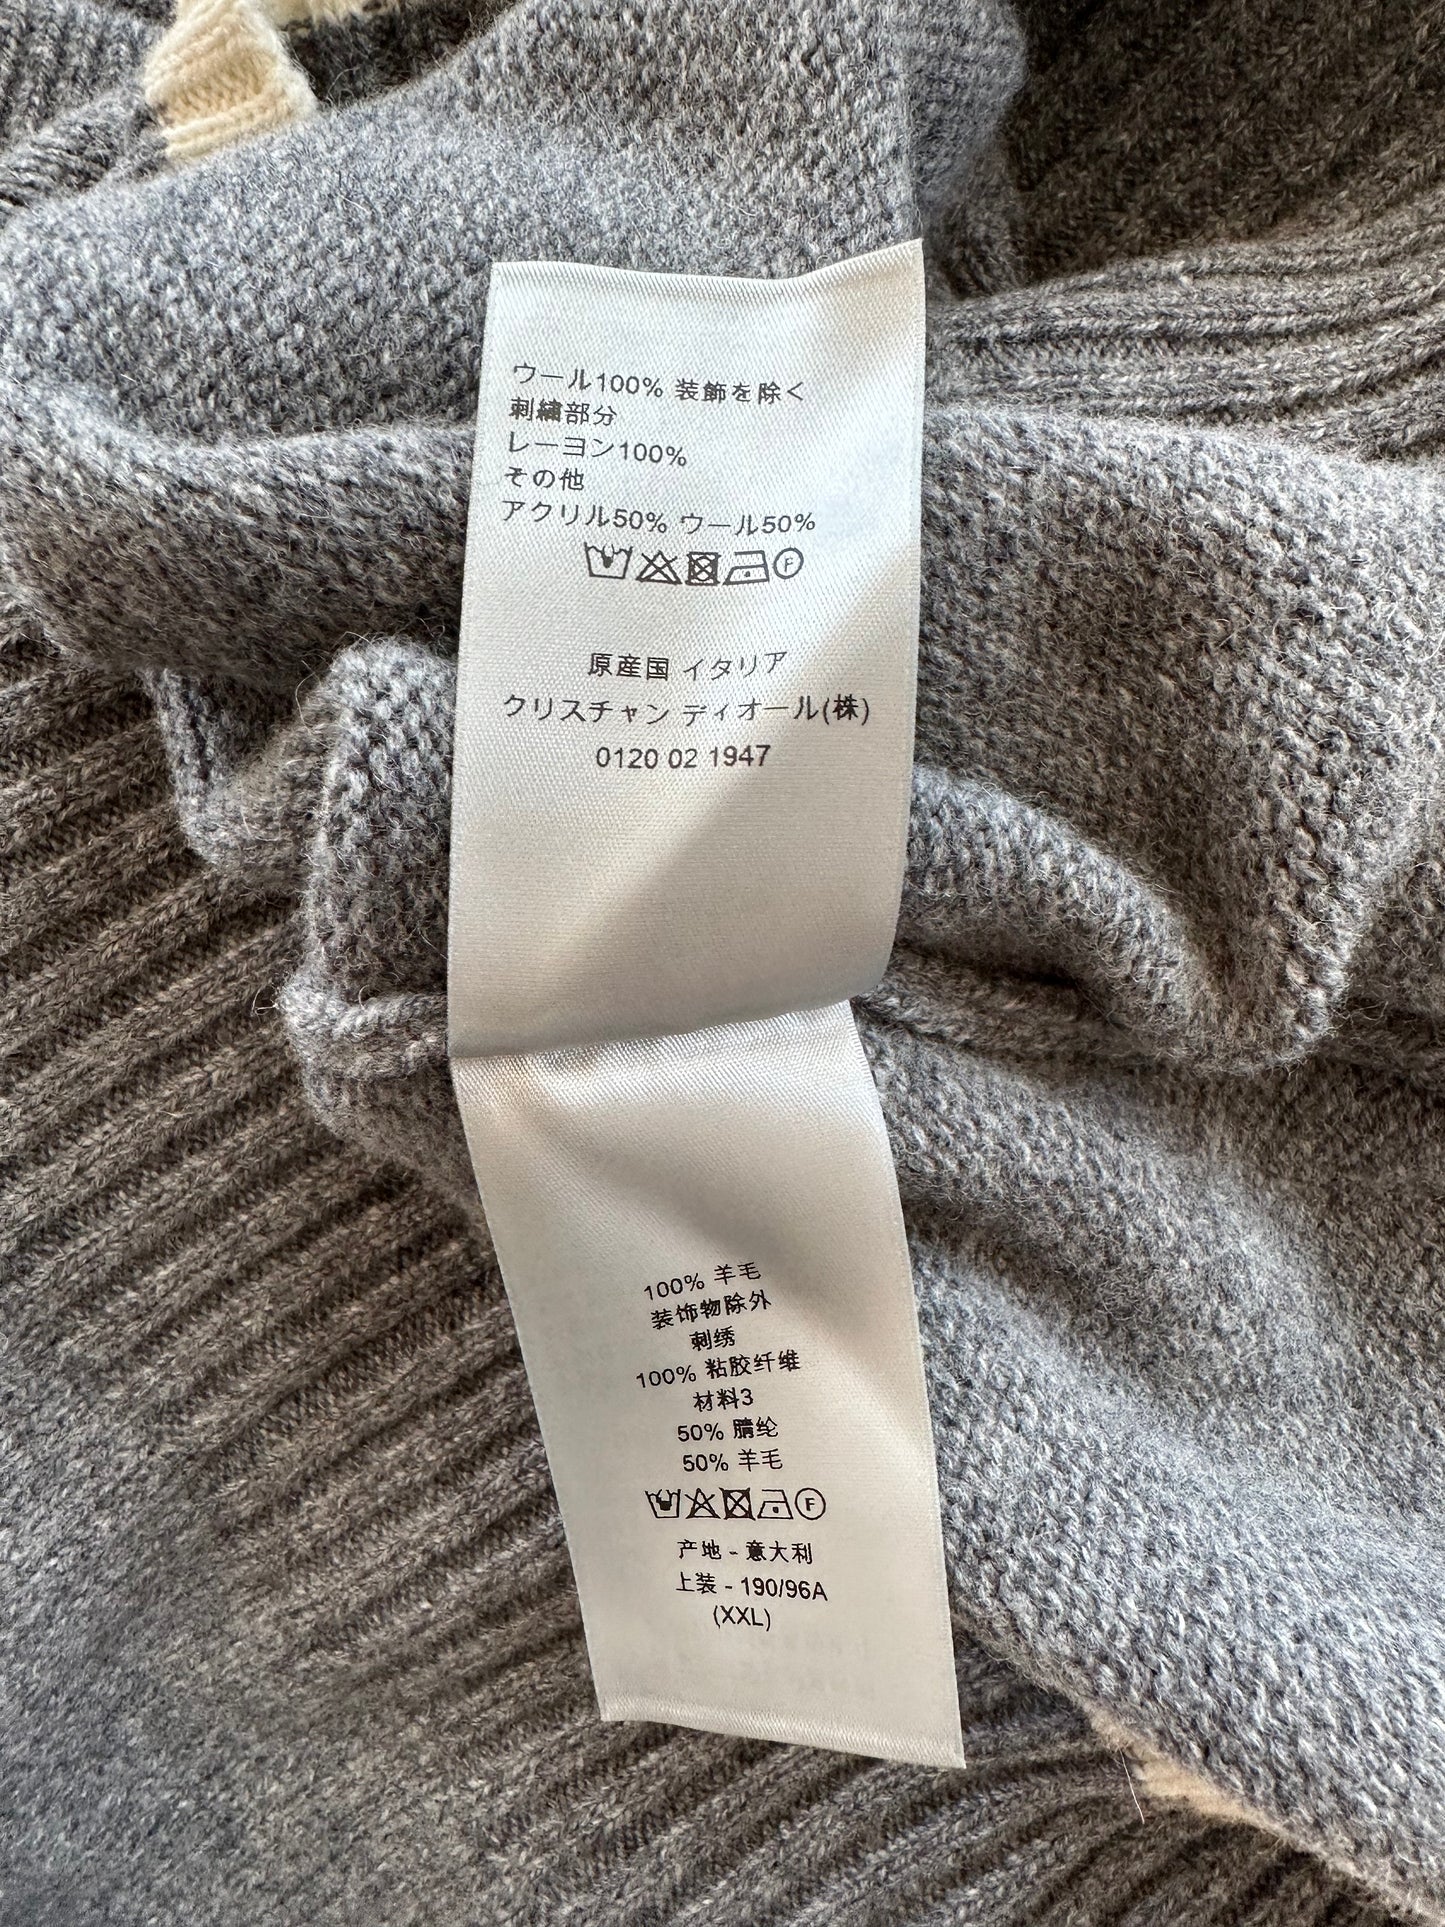 ウール100% 装飾を除く
刺繍部分
レーヨン100%
その他
アクリル50% ウール50%
F
原産国 イタリア
クリスチャン ディオール(株)
0120 02 1947
100% 羊毛
装饰物除外
刺绣
100% 粘胶纤维
材料3
50% 腈纶
50% 羊毛
F
产地 - 意大利
上装 - 190/96A
(XXL)